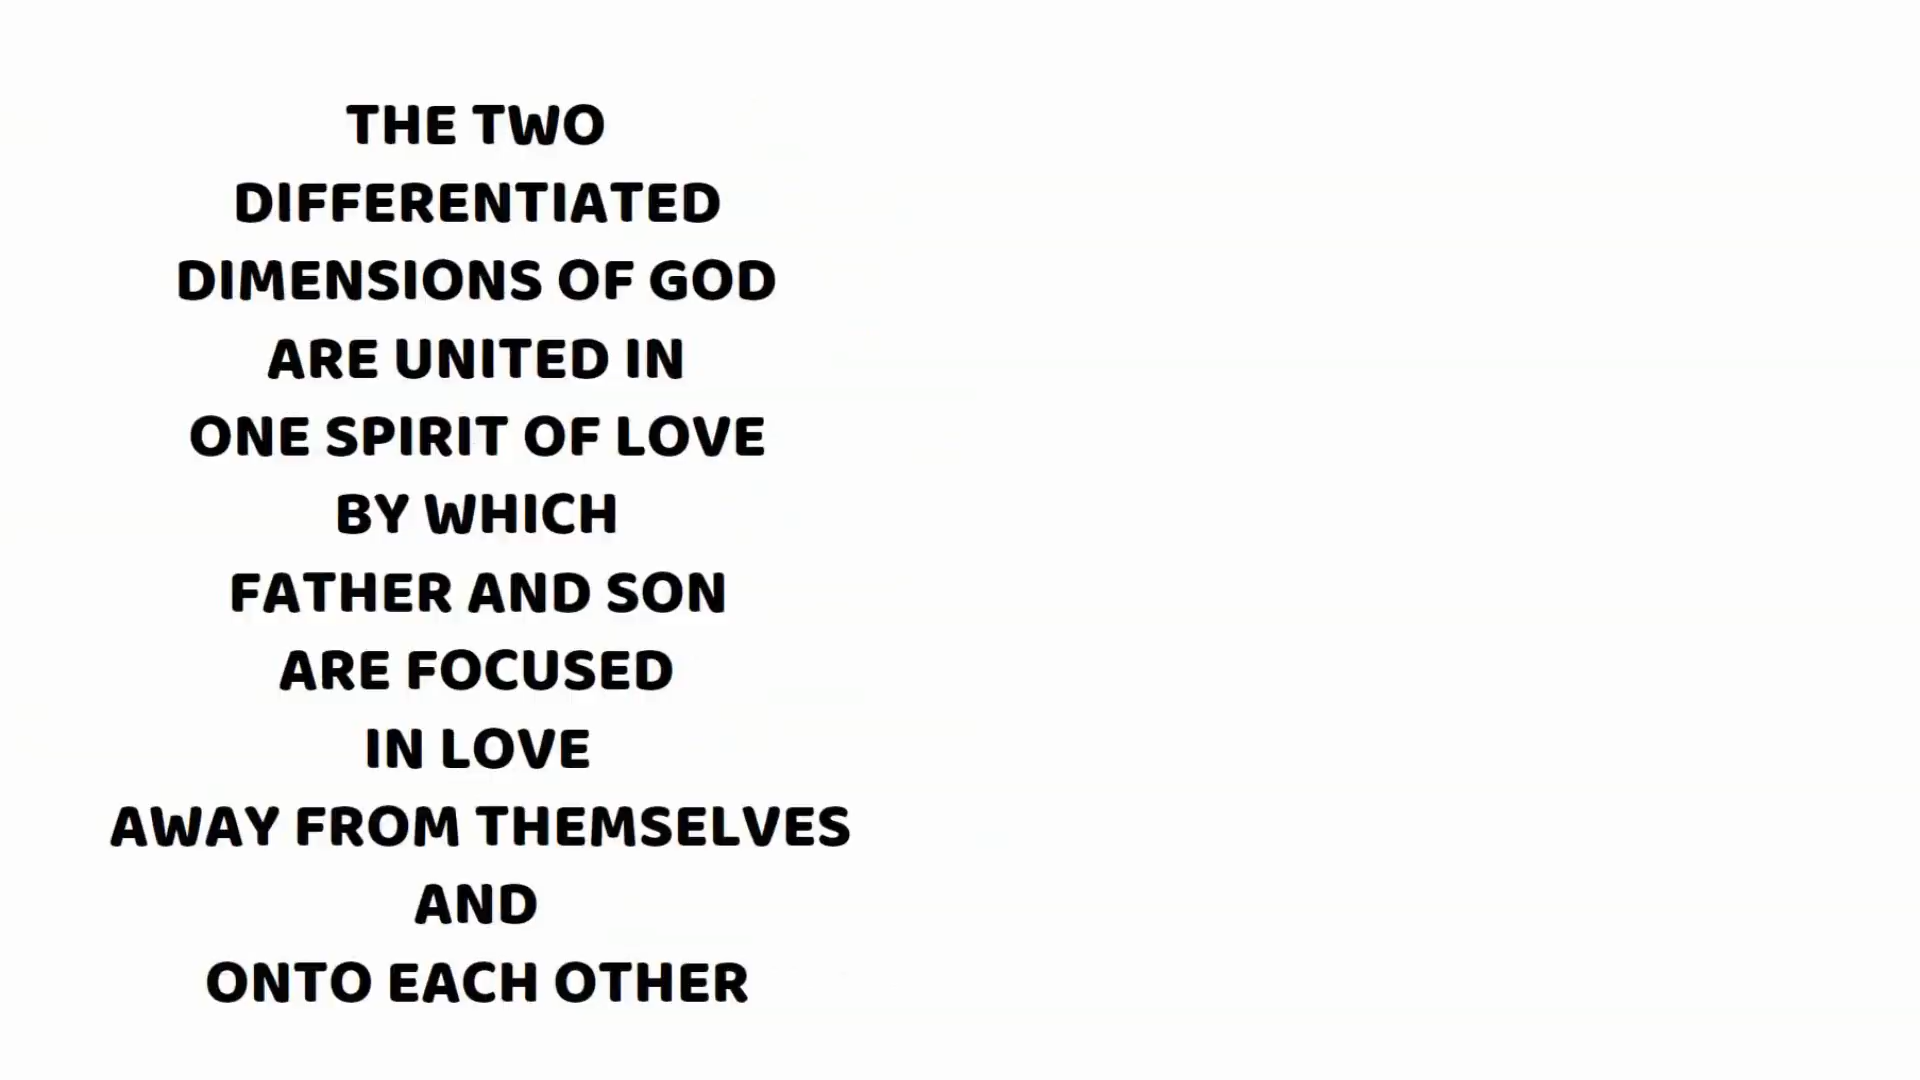 THE TWO
DIFFERENTIATED
DIMENSIONS OF GOD
ARE UNITED IN
ONE SPIRIT OF LOVE
BY WHICH
FATHER AND SON
ARE FOCUSED
IN LOVE
AWAY FROM THEMSELVES
AND
ONTO EACH OTHER